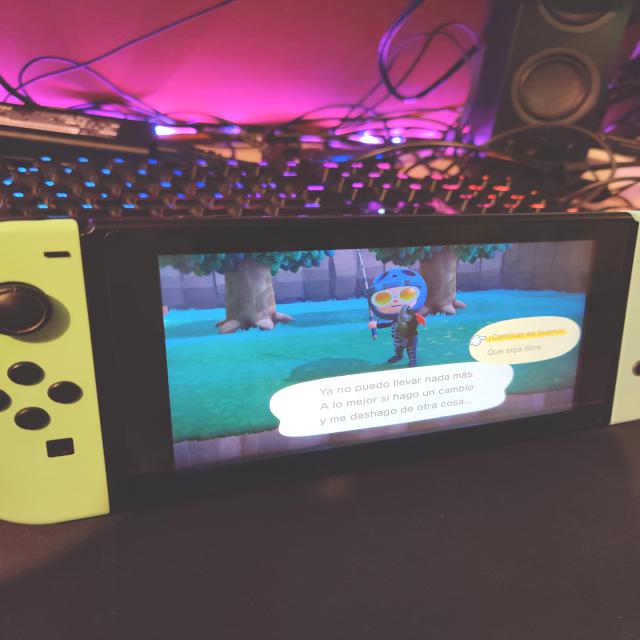 ¡Cambiar es bueno!
Que siga libre
Ya no puedo llevar nada más.
A lo mejor si hago un cambio
y me deshago de otra cosa...